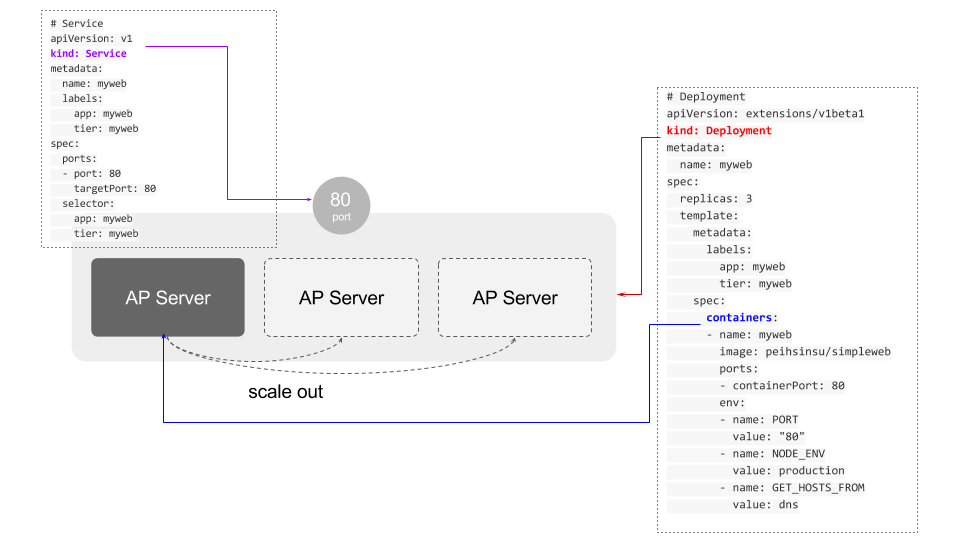 # Service
apiVersion: v1
kind: Service
metadata:
  name: myweb
  labels:
    app: myweb
    tier: myweb
spec:
  ports:
  - port: 80
    targetPort: 80
  selector:
    app: myweb
    tier: myweb
80
port
AP Server
AP Server
AP Server
scale out
# Deployment
apiVersion: extensions/v1beta1
kind: Deployment
metadata:
  name: myweb
spec:
  replicas: 3
  template:
    metadata:
      labels:
        app: myweb
        tier: myweb
    spec:
      containers:
      - name: myweb
        image: peihsinsu/simpleweb
        ports:
        - containerPort: 80
        env:
        - name: PORT
          value: "80"
        - name: NODE_ENV
          value: production
        - name: GET_HOSTS_FROM
          value: dns